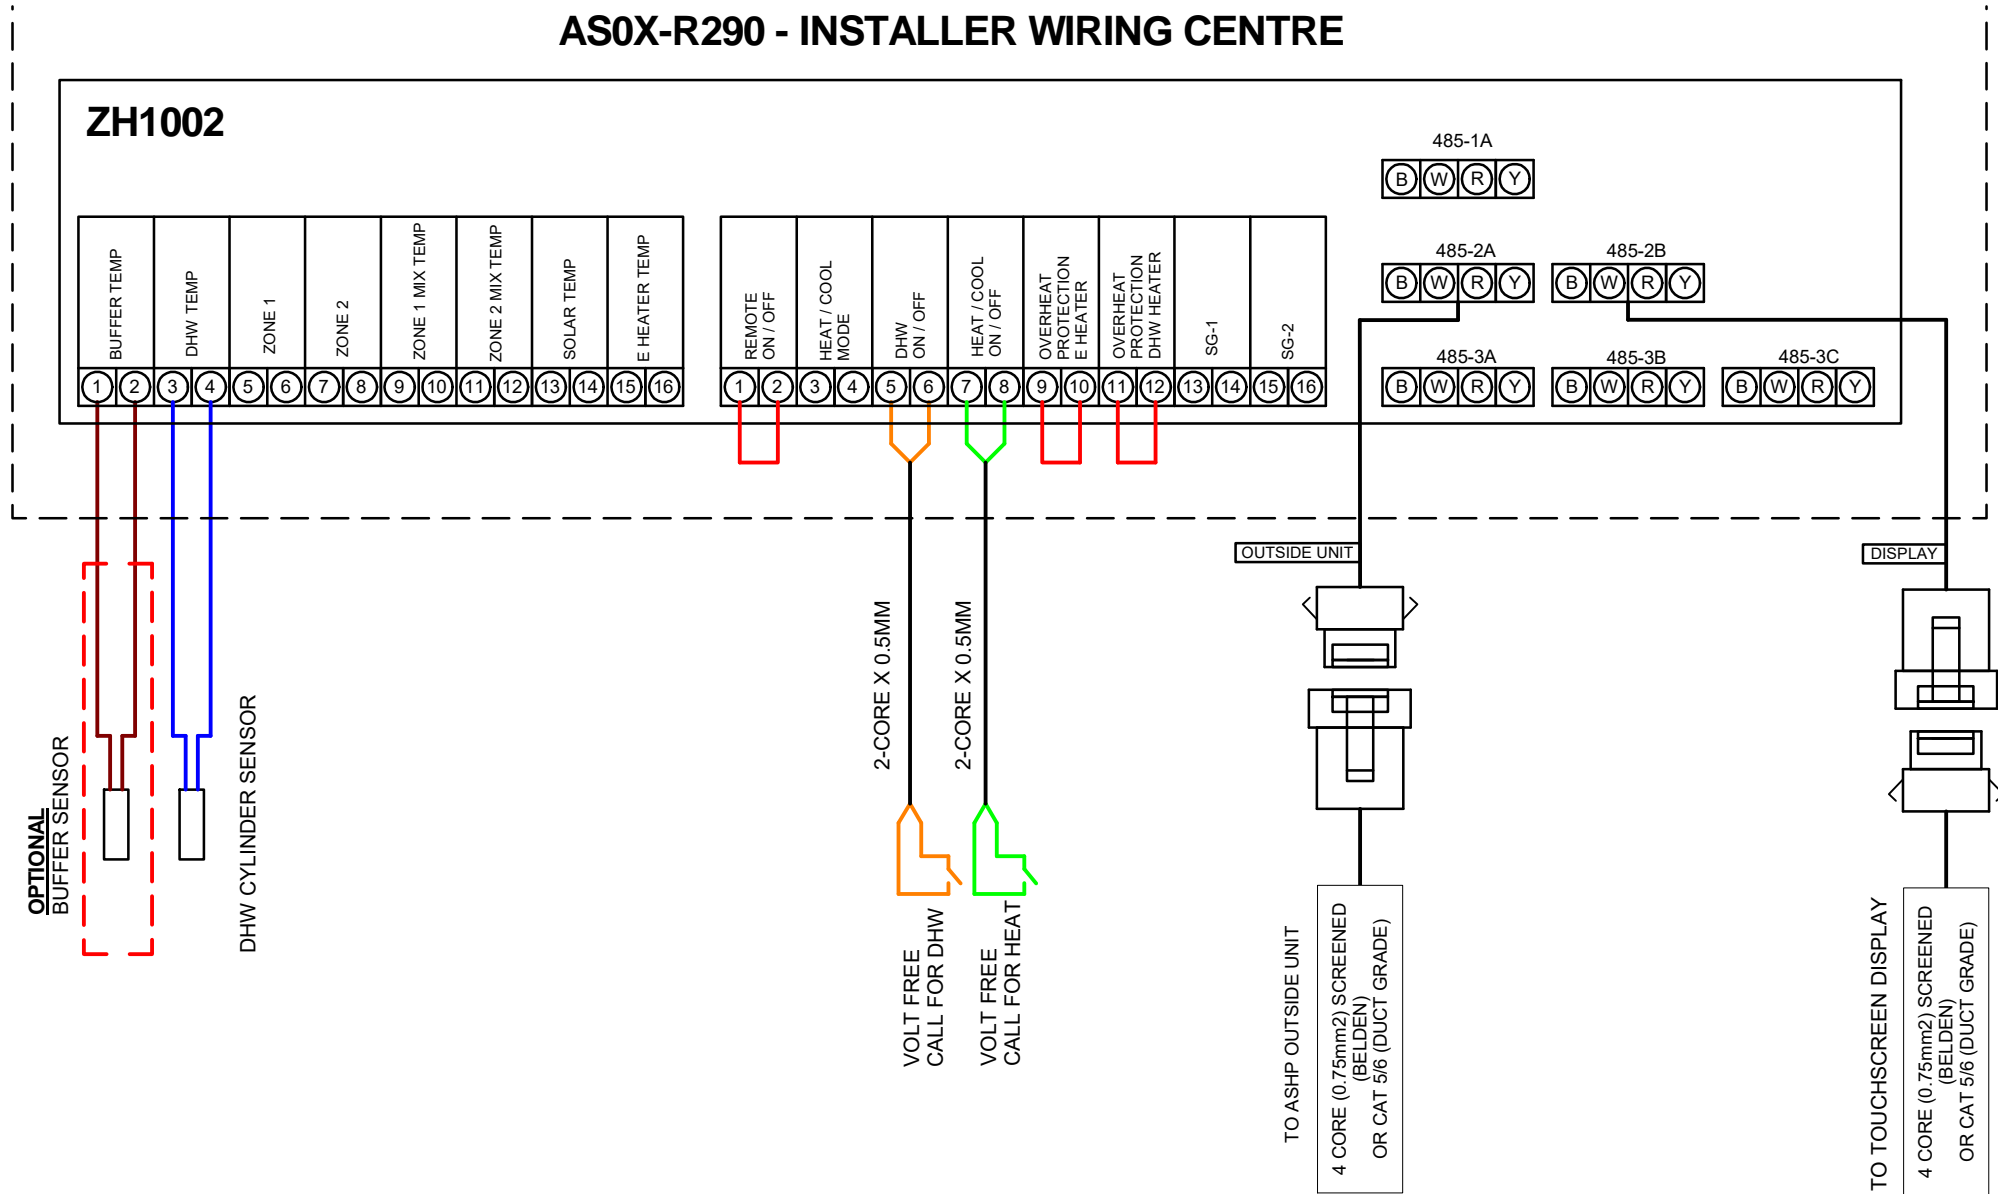 AS0X-R290 - INSTALLER WIRING CENTRE
ZH1002
BUFFER TEMP
DHW TEMP
ZONE 1
ZONE 2
ZONE 1 MIX TEMP
ZONE 2 MIX TEMP
SOLAR TEMP
E HEATER TEMP
1 2 3 4 5 6 7 8 9 10 11 12 13 14 15 16
REMOTE
ON / OFF
HEAT / COOL
MODE
DHW
ON / OFF
HEAT / COOL
ON / OFF
OVERHEAT
PROTECTION
E HEATER
OVERHEAT
PROTECTION
DHW HEATER
SG-1
SG-2
1 2 3 4 5 6 7 8 9 10 11 12 13 14 15 16
485-1A
B W R Y
485-2A
B W R Y
485-2B
B W R Y
485-3A
B W R Y
485-3B
B W R Y
485-3C
B W R Y
OUTSIDE UNIT
DISPLAY
OPTIONAL
BUFFER SENSOR
DHW CYLINDER SENSOR
2-CORE X 0.5MM
2-CORE X 0.5MM
VOLT FREE
CALL FOR DHW
VOLT FREE
CALL FOR HEAT
TO ASHP OUTSIDE UNIT
4 CORE (0.75mm2) SCREENED
(BELDEN)
OR CAT 5/6 (DUCT GRADE)
TO TOUCHSCREEN DISPLAY
4 CORE (0.75mm2) SCREENED
(BELDEN)
OR CAT 5/6 (DUCT GRADE)